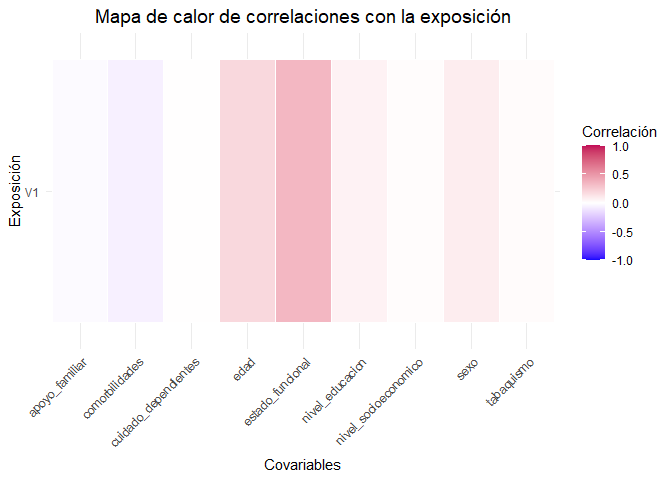 Mapa de calor de correlaciones con la exposición
Exposición
V1
apoyo_familiar
comorbilidades
cuidado_dependientes
edad
estado_funcional
nivel_educacion
nivel_socioeconomico
sexo
tabaquismo
Covariables
Correlación
1.0
0.5
0.0
-0.5
-1.0